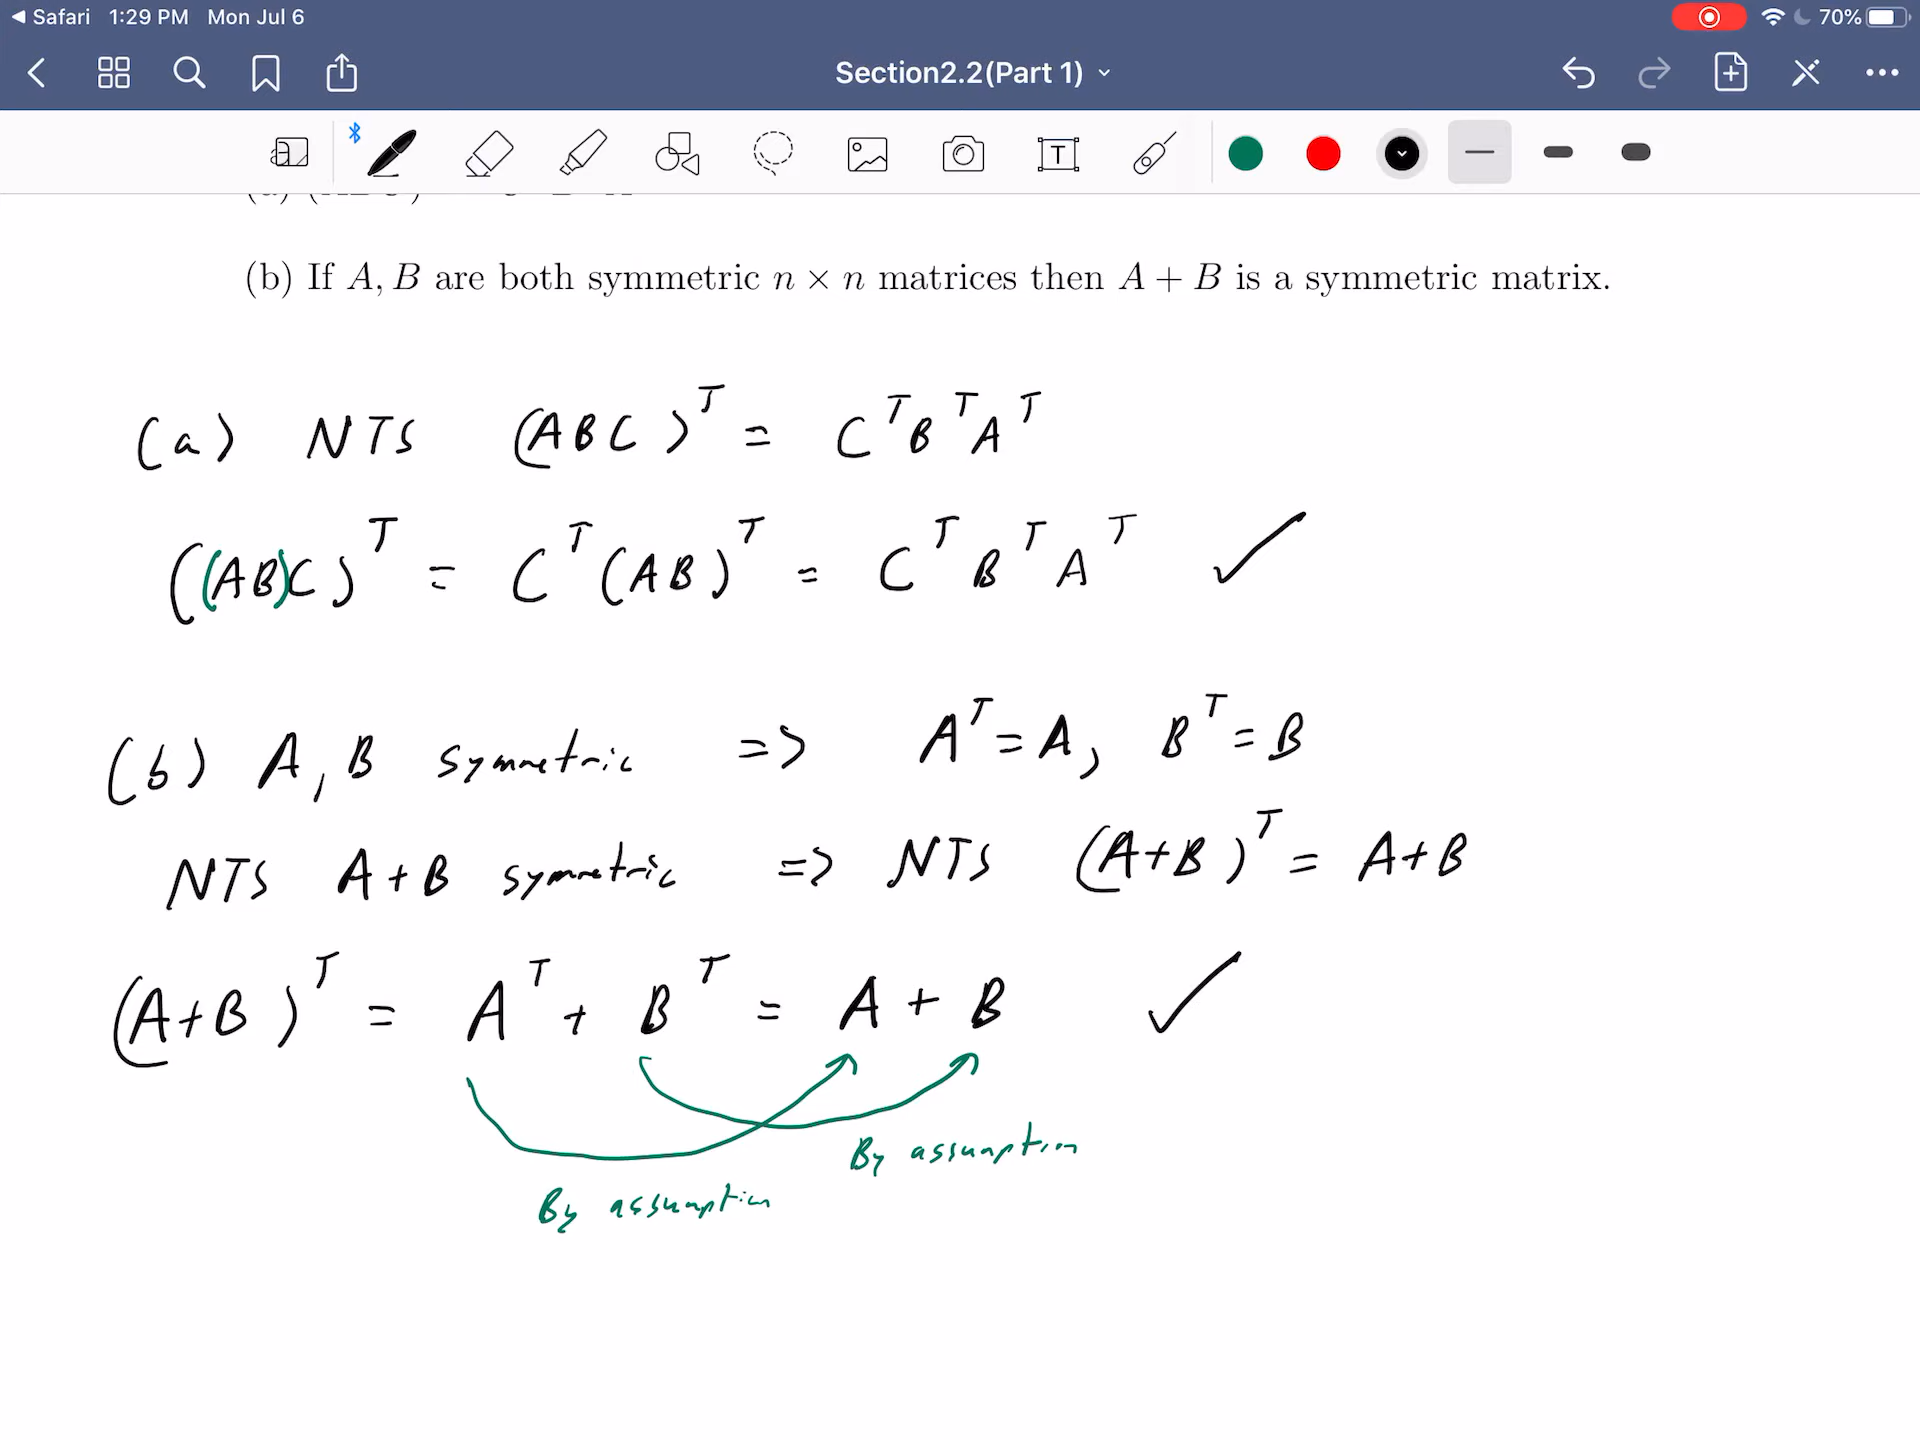 Safari 1:29 PM Mon Jul 6 70%
Section2.2(Part 1)
T
(b) If A, B are both symmetric n × n matrices then A + B is a symmetric matrix.
(a) NTS (ABC)^T = C^T B^T A^T
((AB)C)^T = C^T (AB)^T = C^T B^T A^T ✓
(b) A, B symmetric => A^T = A, B^T = B
NTS A+B symmetric => NTS (A+B)^T = A+B
(A+B)^T = A^T + B^T = A + B ✓
By assumption
By assumption